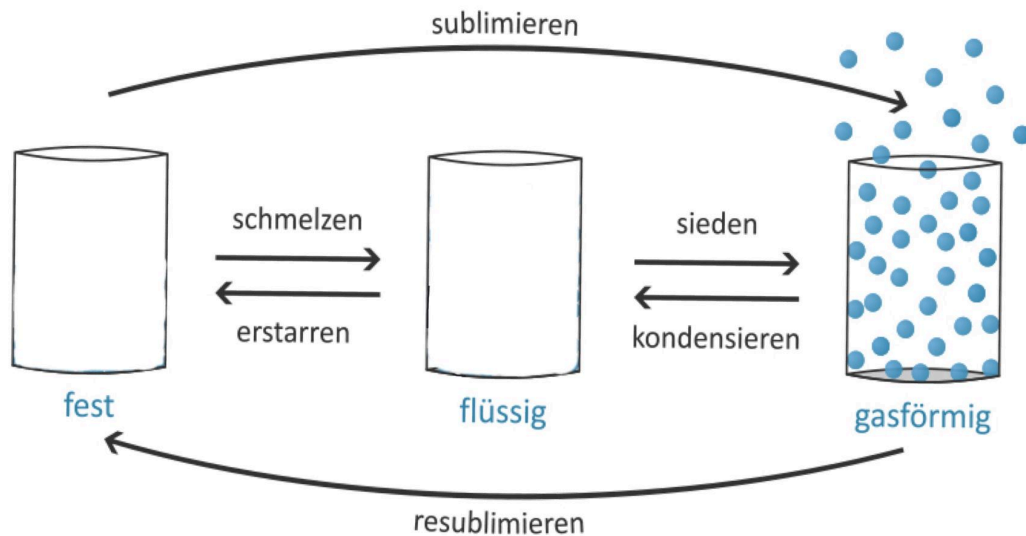 sublimieren
schmelzen
sieden
erstarren
kondensieren
fest
flüssig
gasförmig
resublimieren